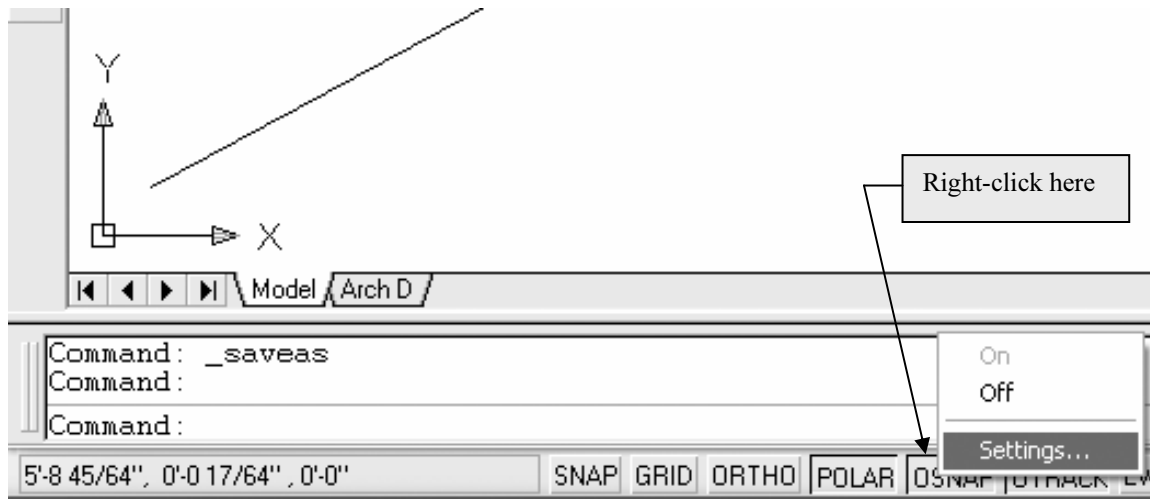 Y
Right-click here
X
Model Arch D
Command: _saveas
Command:
Command:
On
Off
Settings...
5'-8 45/64", 0'-0 17/64", 0'-0" SNAP GRID ORTHO POLAR OSNAP OTRACK